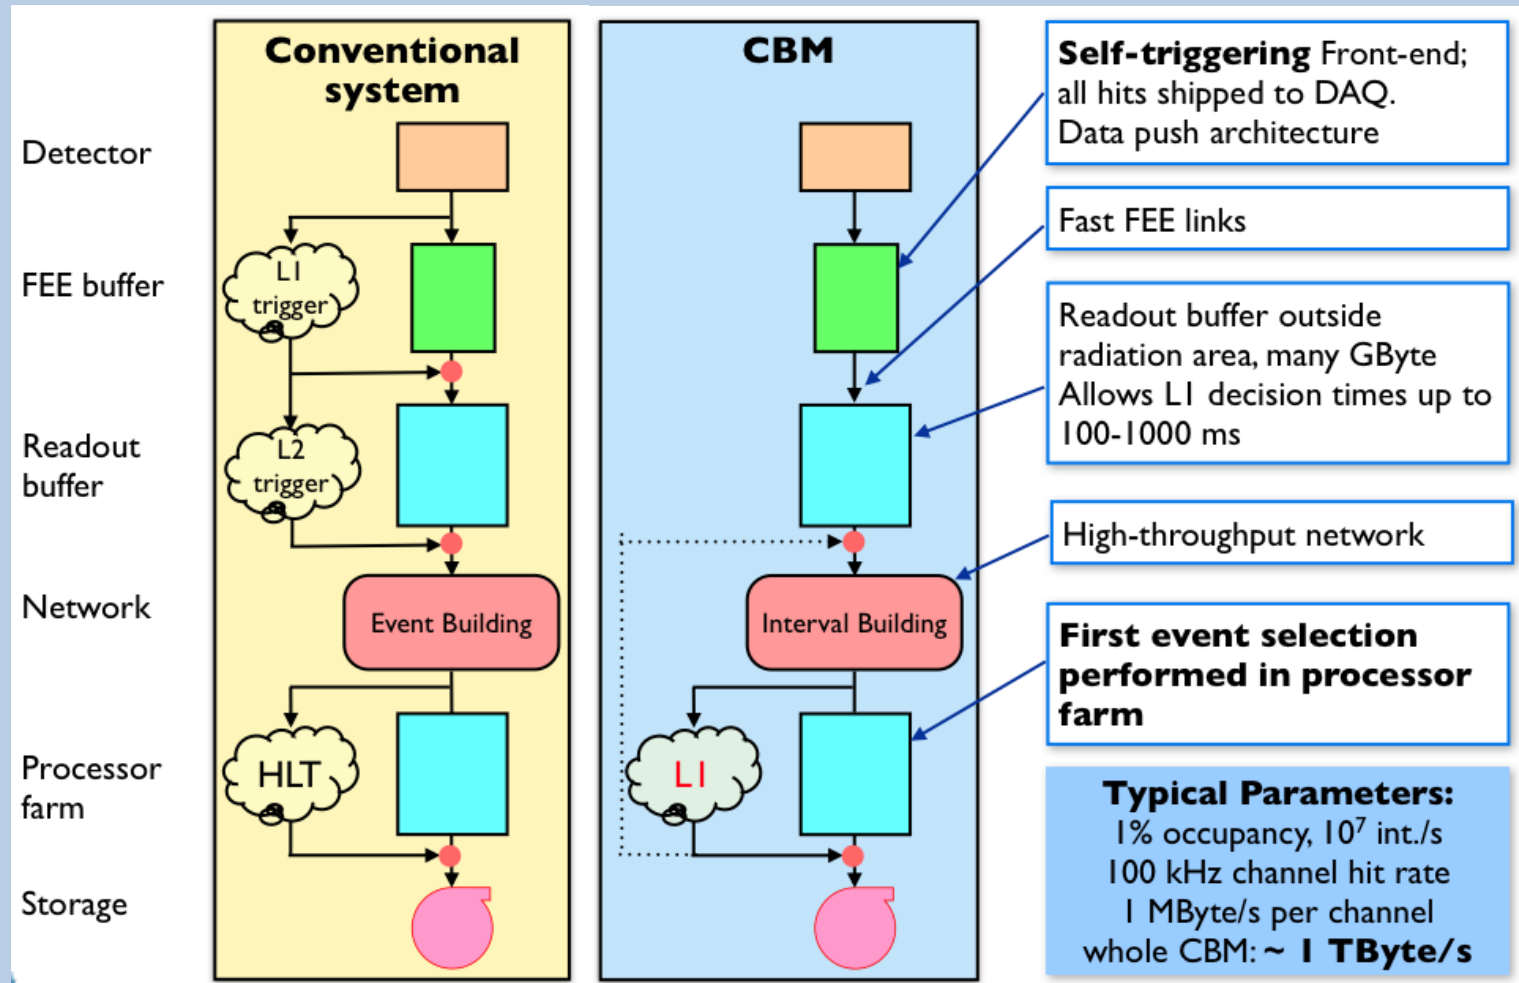 Conventional
system
CBM
Detector
FEE buffer
Readout
buffer
Network
Processor
farm
Storage
L1
trigger
L2
trigger
Event Building
HLT
Interval Building
L1
Self-triggering Front-end;
all hits shipped to DAQ.
Data push architecture
Fast FEE links
Readout buffer outside
radiation area, many GByte
Allows L1 decision times up to
100-1000 ms
High-throughput network
First event selection
performed in processor
farm
Typical Parameters:
1% occupancy, 10⁷ int./s
100 kHz channel hit rate
1 MByte/s per channel
whole CBM: ~ 1 TByte/s